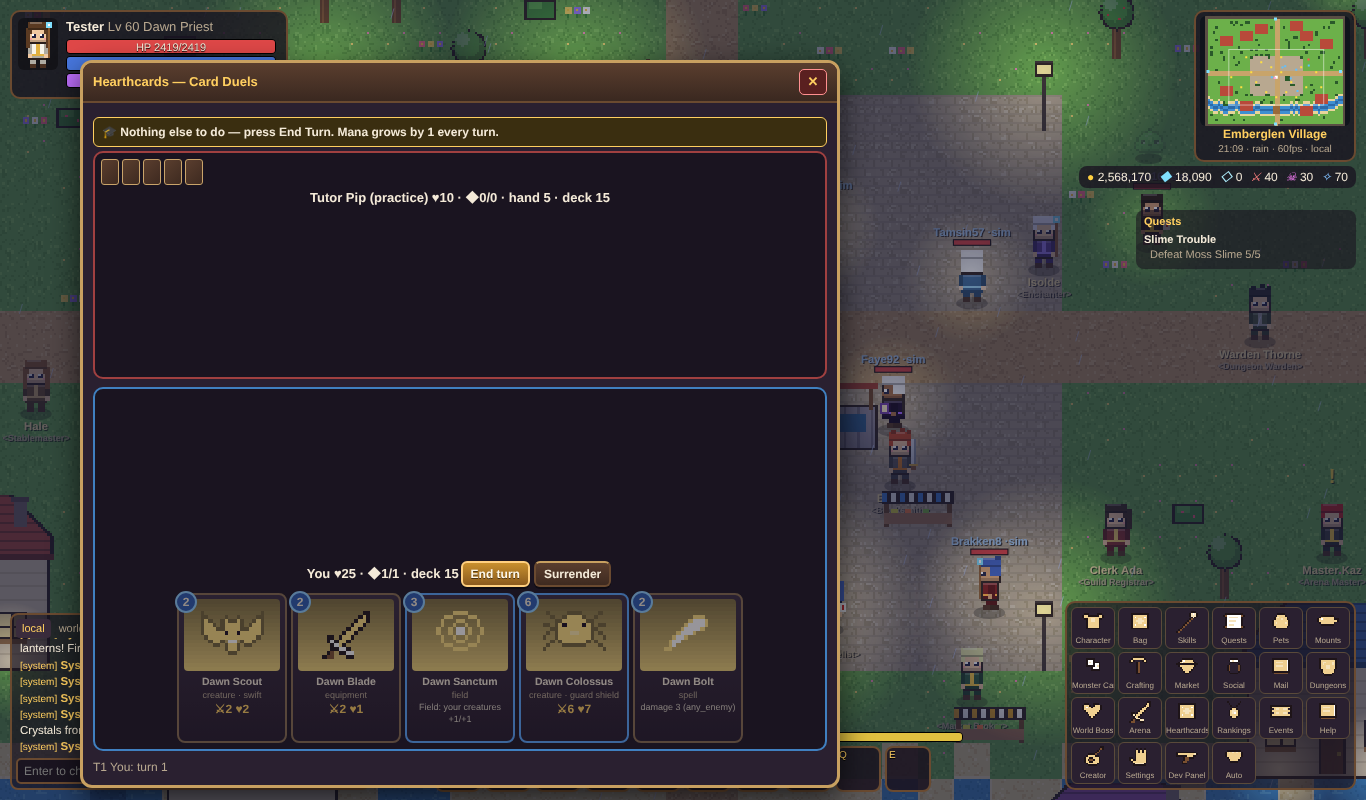 Tester Lv 60 Dawn Priest
HP 2419/2419
Hearthcards — Card Duels
✕
🎓 Nothing else to do — press End Turn. Mana grows by 1 every turn.
Tutor Pip (practice) ♥10 · ◆0/0 · hand 5 · deck 15
You ♥25 · ◆1/1 · deck 15
End turn
Surrender
2
Dawn Scout
creature · swift
⚔2 ♥2
2
Dawn Blade
equipment
⚔2 ♥1
3
Dawn Sanctum
field
Field: your creatures
+1/+1
6
Dawn Colossus
creature · guard shield
⚔6 ♥7
2
Dawn Bolt
spell
damage 3 (any_enemy)
T1 You: turn 1
Emberglen Village
21:09 · rain · 60fps · local
2,568,170 18,090 0 40 30 70
Quests
Slime Trouble
Defeat Moss Slime 5/5
Tamsin57 ·sim
Isolde
<Enchanter>
Warden Thorne
<Dungeon Warden>
Faye92 ·sim
Hale
<Stablemaster>
Brakken8 ·sim
!
Clerk Ada
<Guild Registrar>
Master Kaz
<Arena Master>
local
lanterns! Fir
[system] Sys
[system] Sys
[system] Sys
[system] Sys
Crystals from
[system] Sys
Enter to ch
Q
E
Character Bag Skills Quests Pets Mounts
Monster Ca Crafting Market Social Mail Dungeons
World Boss Arena Hearthcards Rankings Events Help
Creator Settings Dev Panel Auto